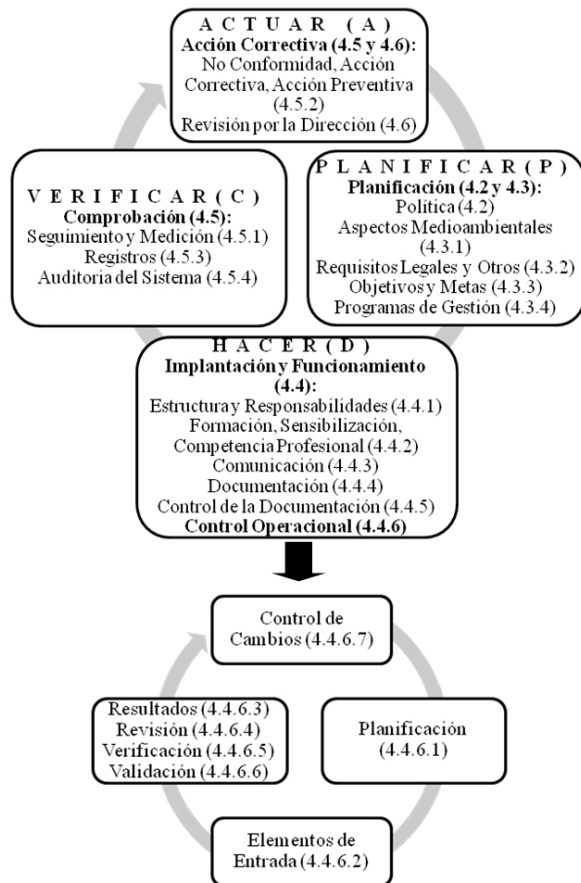 ACTUAR (A)
Acción Correctiva (4.5 y 4.6):
No Conformidad, Acción
Correctiva, Acción Preventiva
(4.5.2)
Revisión por la Dirección (4.6)
PLANIFICAR(P)
Planificación (4.2 y 4.3):
Política (4.2)
Aspectos Medioambientales
(4.3.1)
Requisitos Legales y Otros (4.3.2)
Objetivos y Metas (4.3.3)
Programas de Gestión (4.3.4)
VERIFICAR(C)
Comprobación (4.5):
Seguimiento y Medición (4.5.1)
Registros (4.5.3)
Auditoria del Sistema (4.5.4)
HACER(D)
Implantación y Funcionamiento
(4.4):
Estructura y Responsabilidades (4.4.1)
Formación, Sensibilización,
Competencia Profesional (4.4.2)
Comunicación (4.4.3)
Documentación (4.4.4)
Control de la Documentación (4.4.5)
Control Operacional (4.4.6)
Control de
Cambios (4.4.6.7)
Resultados (4.4.6.3)
Revisión (4.4.6.4)
Verificación (4.4.6.5)
Validación (4.4.6.6)
Planificación
(4.4.6.1)
Elementos de
Entrada (4.4.6.2)